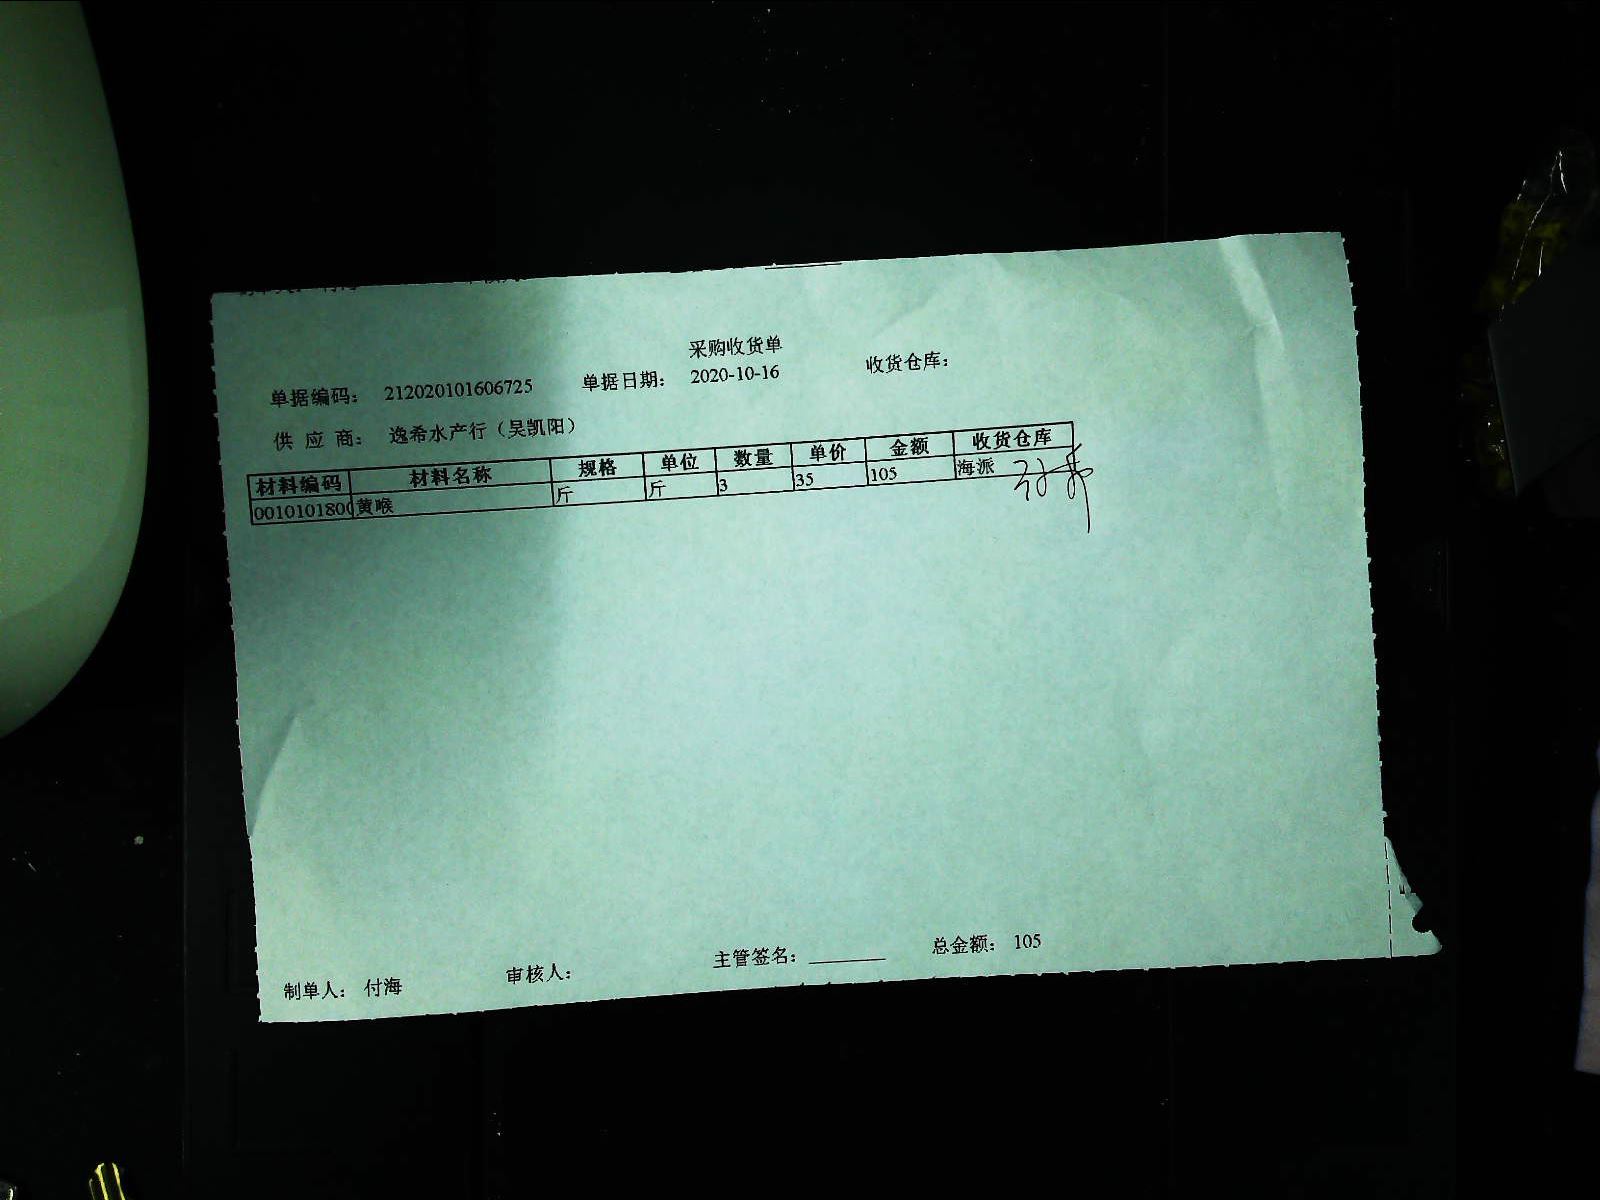 采购收货单
单据编码： 212020101606725 单据日期： 2020-10-16 收货仓库：
供 应 商： 逸希水产行（吴凯阳）
材料编码 材料名称 规格 单位 数量 单价 金额 收货仓库
0010101800 黄喉 斤 斤 3 35 105 海派
制单人： 付海 审核人： 主管签名：________ 总金额： 105